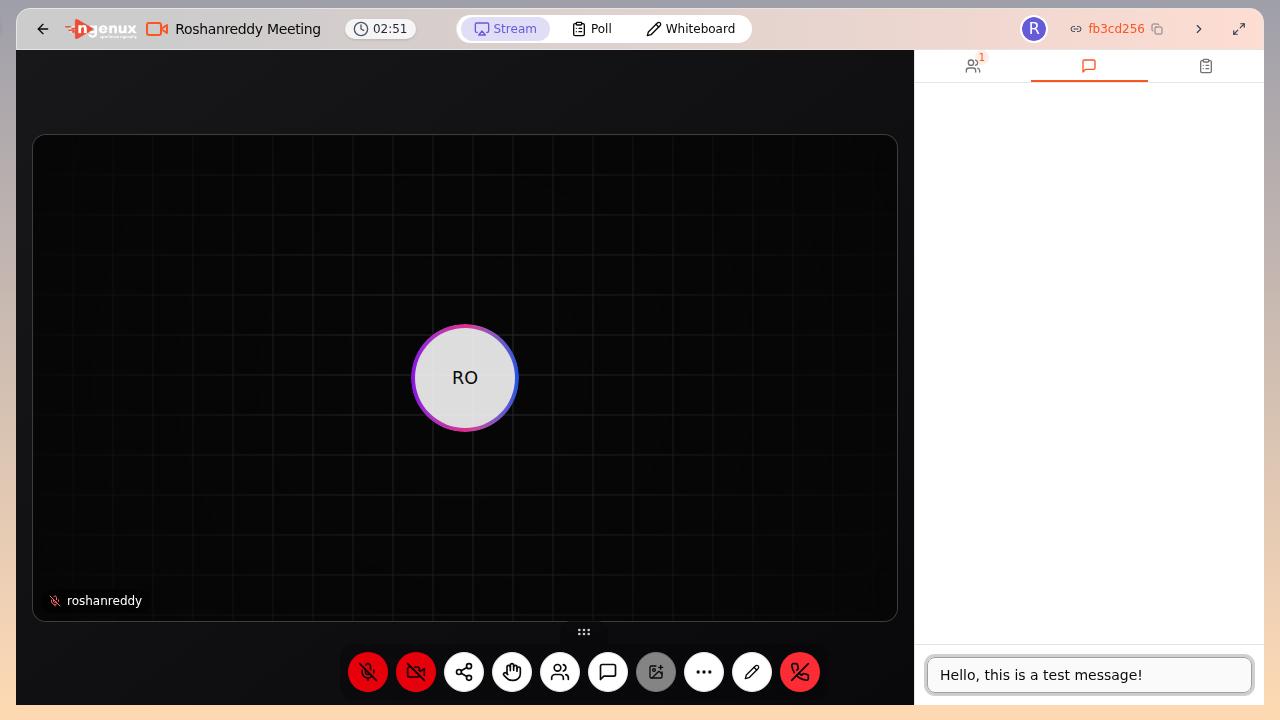 ngenux
Roshanreddy Meeting
02:51
Stream
Poll
Whiteboard
R
fb3cd256
1
RO
roshanreddy
Hello, this is a test message!